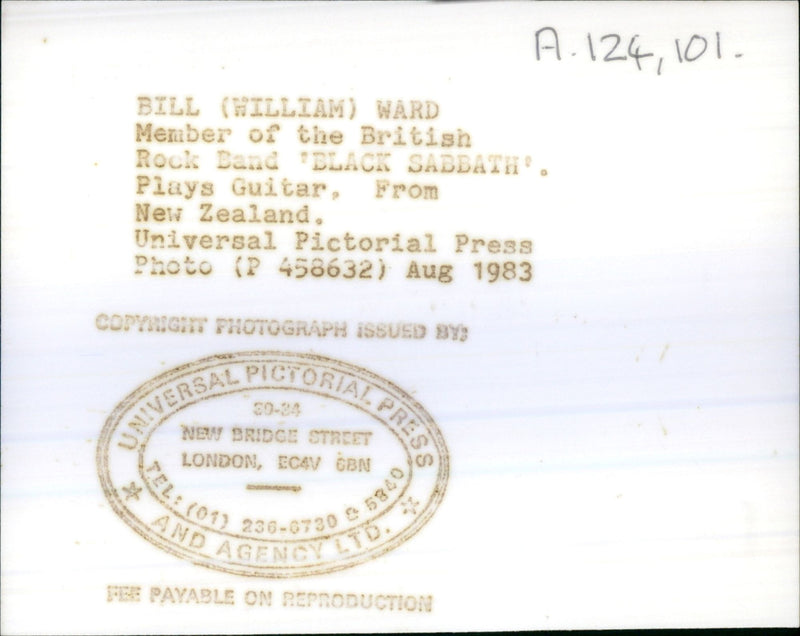 A.124,101.
BILL (WILLIAM) WARD
Member of the British
Rock Band 'BLACK SABBATH'.
Plays Guitar. From
New Zealand.
Universal Pictorial Press
Photo (P 458632) Aug 1983
COPYRIGHT PHOTOGRAPH ISSUED BY:
UNIVERSAL PICTORIAL PRESS
30-34
NEW BRIDGE STREET
LONDON, EC4V 6BN
TEL: (01) 236-6730 & 5840
AND AGENCY LTD.
FEE PAYABLE ON REPRODUCTION